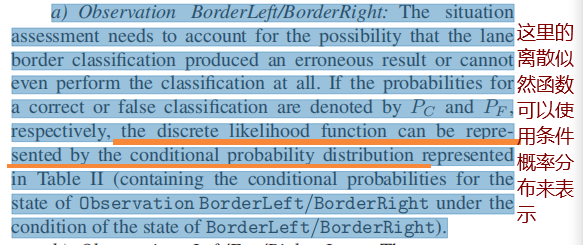 a) Observation BorderLeft/BorderRight: The situation
assessment needs to account for the possibility that the lane
border classification produced an erroneous result or cannot
even perform the classification at all. If the probabilities for
a correct or false classification are denoted by P_C and P_F,
respectively, the discrete likelihood function can be repre-
sented by the conditional probability distribution represented
in Table II (containing the conditional probabilities for the
state of Observation BorderLeft/BorderRight under the
condition of the state of BorderLeft/BorderRight).
这里的
离散似
然函数
可以使
用条件
概率分
布来表
示